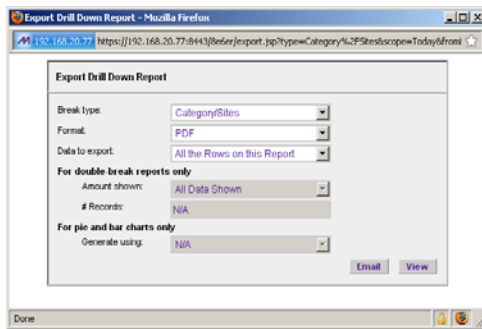 Export Drill Down Report - Mozilla Firefox
192.168.20.77 https://192.168.20.77:8443/8e6er/export.jsp?type=Category%2FSites&scope=Today&froml
Export Drill Down Report
Break type: Category/Sites
Format: PDF
Data to export: All the Rows on this Report
For double-break reports only
Amount shown: All Data Shown
# Records: N/A
For pie and bar charts only
Generate using: N/A
Email View
Done